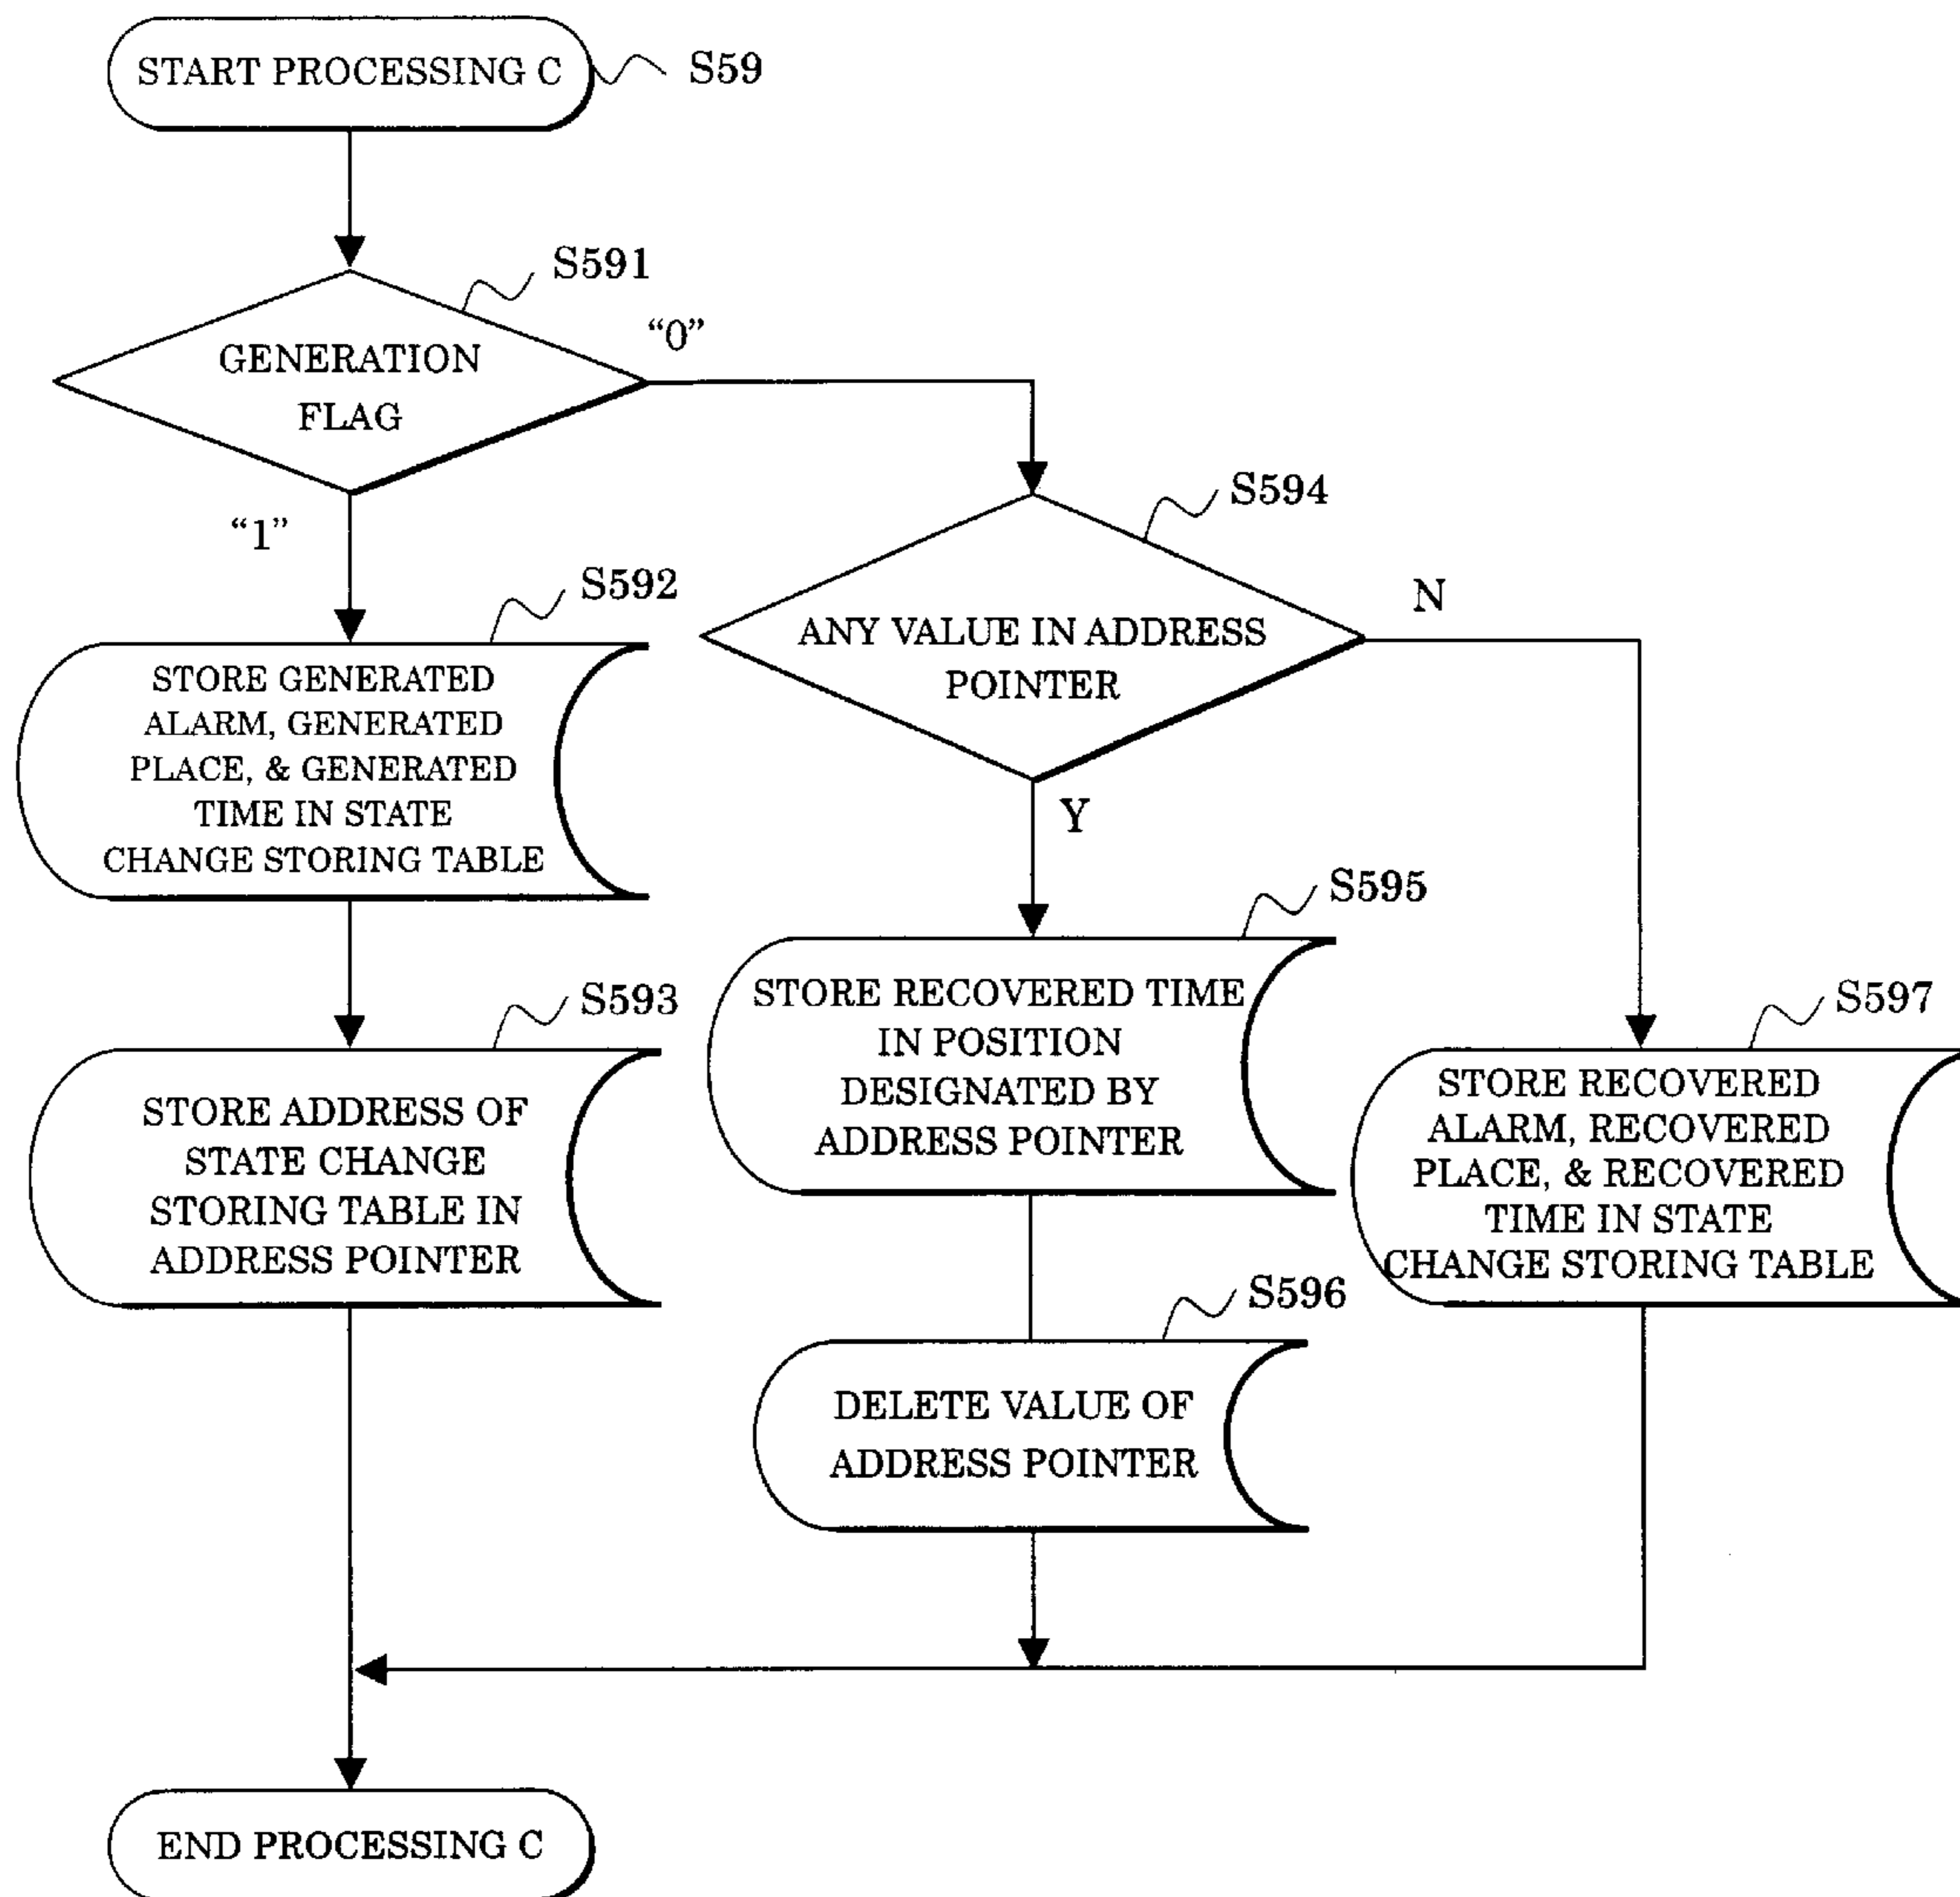 START PROCESSING C
S59
S591
GENERATION
FLAG
“0”
“1”
S592
STORE GENERATED
ALARM, GENERATED
PLACE, & GENERATED
TIME IN STATE
CHANGE STORING TABLE
S593
STORE ADDRESS OF
STATE CHANGE
STORING TABLE IN
ADDRESS POINTER
S594
ANY VALUE IN ADDRESS
POINTER
N
Y
S595
STORE RECOVERED TIME
IN POSITION
DESIGNATED BY
ADDRESS POINTER
S596
DELETE VALUE OF
ADDRESS POINTER
S597
STORE RECOVERED
ALARM, RECOVERED
PLACE, & RECOVERED
TIME IN STATE
CHANGE STORING TABLE
END PROCESSING C